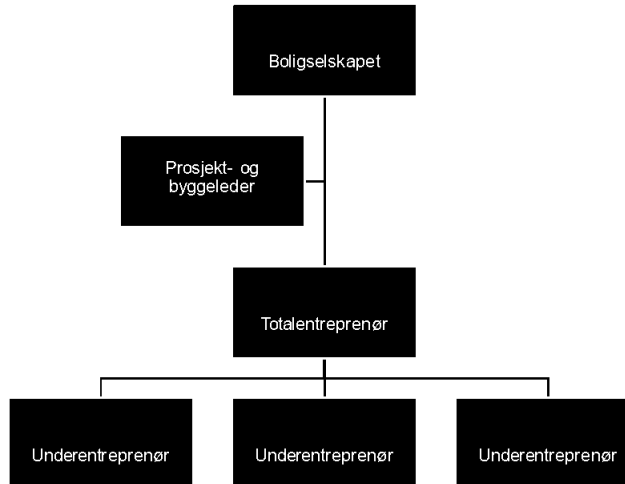 Boligselskapet
Prosjekt- og
byggeleder
Totalentreprenør
Underentreprenør
Underentreprenør
Underentreprenør